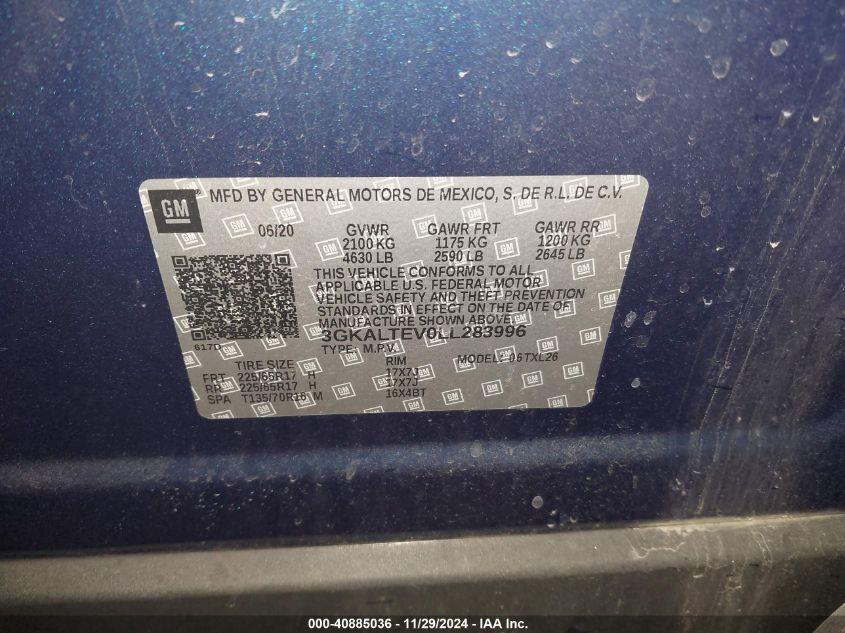 GM MFD BY GENERAL MOTORS DE MEXICO, S. DE R.L. DE C.V.
06/20 GVWR GAWR FRT GAWR RR
2100 KG 1175 KG 1200 KG
4630 LB 2590 LB 2645 LB
THIS VEHICLE CONFORMS TO ALL
APPLICABLE U.S. FEDERAL MOTOR
VEHICLE SAFETY AND THEFT PREVENTION
STANDARDS IN EFFECT ON THE DATE OF
MANUFACTURE SHOWN ABOVE.
3GKALTEV0LL283996
617D TYPE: M.P.V. MODEL: 06TXL26
TIRE SIZE RIM
FRT 225/65R17 H 17X7J
RR 225/65R17 H 17X7J
SPA T135/70R16 M 16X4BT
000-40885036 - 11/29/2024 - IAA Inc.